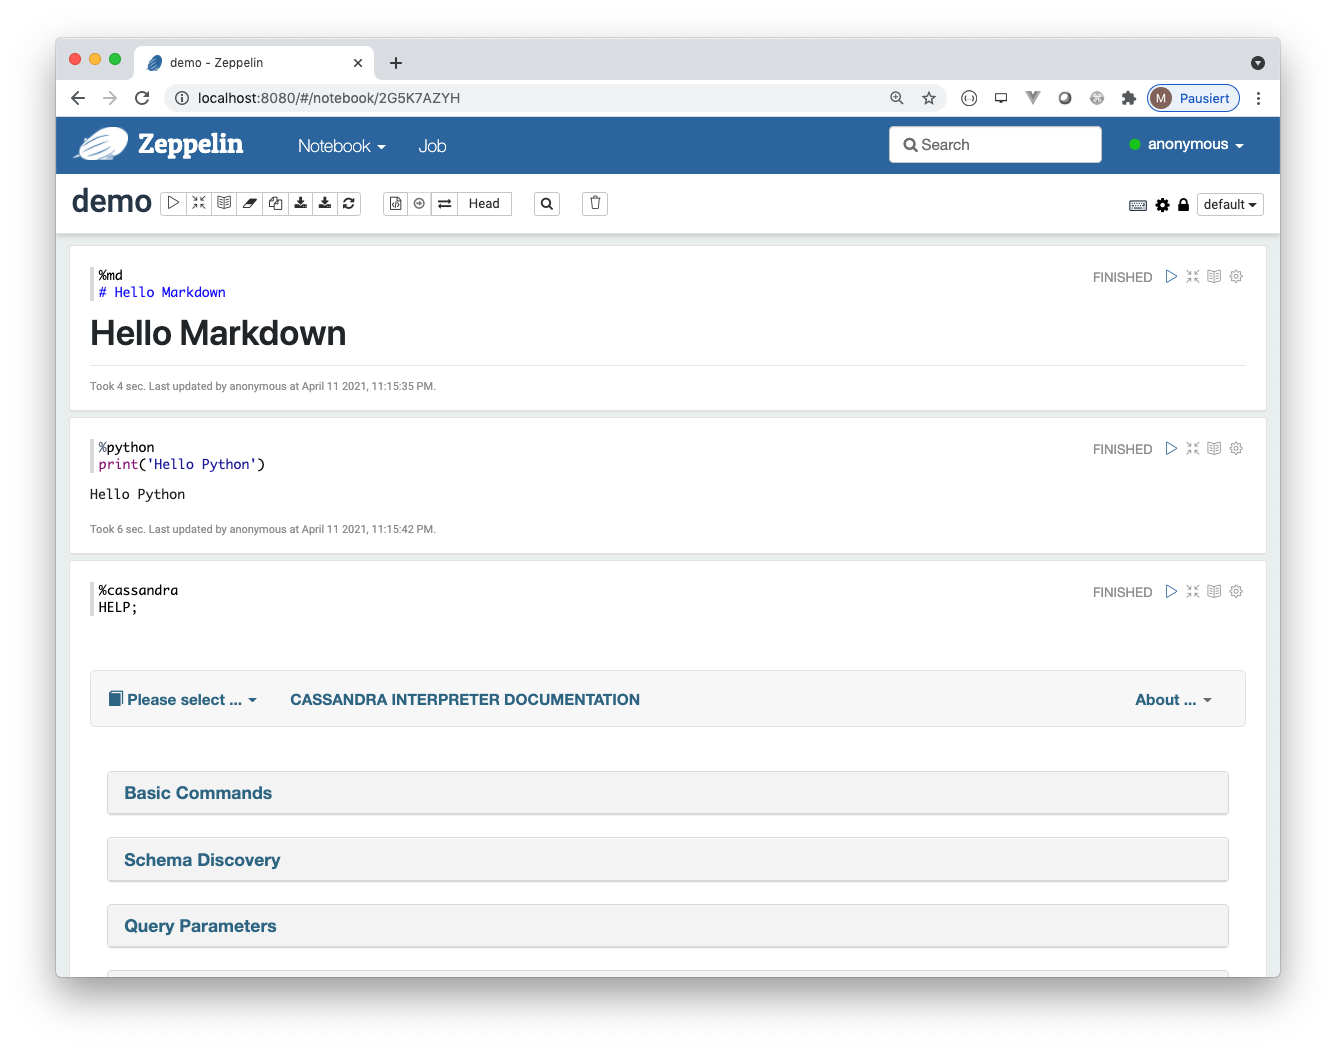 demo - Zeppelin
localhost:8080/#/notebook/2G5K7AZYH
M Pausiert
Zeppelin Notebook Job Search anonymous
demo Head default
%md FINISHED
# Hello Markdown
Hello Markdown
Took 4 sec. Last updated by anonymous at April 11 2021, 11:15:35 PM.
%python FINISHED
print('Hello Python')
Hello Python
Took 6 sec. Last updated by anonymous at April 11 2021, 11:15:42 PM.
%cassandra FINISHED
HELP;
Please select ... CASSANDRA INTERPRETER DOCUMENTATION About ...
Basic Commands
Schema Discovery
Query Parameters